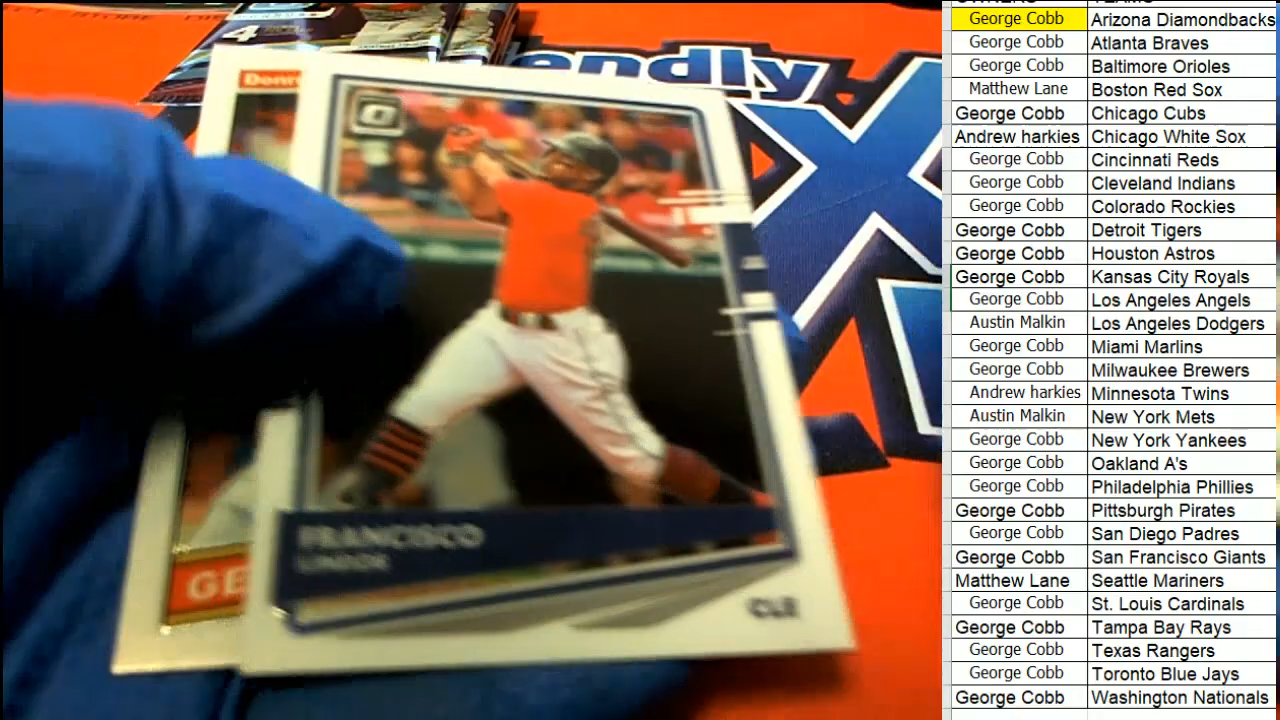 4
Donr
endly
X
FRANCISCO
LINDOR
CLE
GE
OWNERS TEAMS
George Cobb Arizona Diamondbacks
George Cobb Atlanta Braves
George Cobb Baltimore Orioles
Matthew Lane Boston Red Sox
George Cobb Chicago Cubs
Andrew harkies Chicago White Sox
George Cobb Cincinnati Reds
George Cobb Cleveland Indians
George Cobb Colorado Rockies
George Cobb Detroit Tigers
George Cobb Houston Astros
George Cobb Kansas City Royals
George Cobb Los Angeles Angels
Austin Malkin Los Angeles Dodgers
George Cobb Miami Marlins
George Cobb Milwaukee Brewers
Andrew harkies Minnesota Twins
Austin Malkin New York Mets
George Cobb New York Yankees
George Cobb Oakland A's
George Cobb Philadelphia Phillies
George Cobb Pittsburgh Pirates
George Cobb San Diego Padres
George Cobb San Francisco Giants
Matthew Lane Seattle Mariners
George Cobb St. Louis Cardinals
George Cobb Tampa Bay Rays
George Cobb Texas Rangers
George Cobb Toronto Blue Jays
George Cobb Washington Nationals